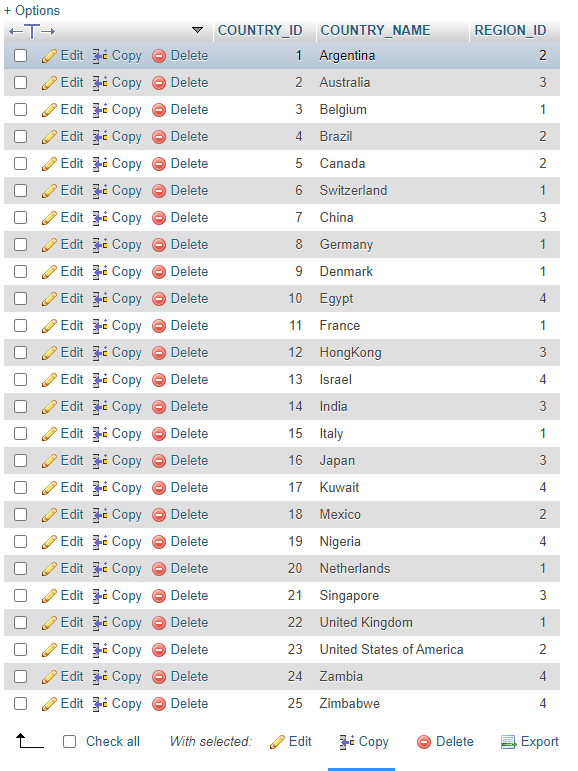 + Options
COUNTRY_ID COUNTRY_NAME REGION_ID
Edit Copy Delete 1 Argentina 2
Edit Copy Delete 2 Australia 3
Edit Copy Delete 3 Belgium 1
Edit Copy Delete 4 Brazil 2
Edit Copy Delete 5 Canada 2
Edit Copy Delete 6 Switzerland 1
Edit Copy Delete 7 China 3
Edit Copy Delete 8 Germany 1
Edit Copy Delete 9 Denmark 1
Edit Copy Delete 10 Egypt 4
Edit Copy Delete 11 France 1
Edit Copy Delete 12 HongKong 3
Edit Copy Delete 13 Israel 4
Edit Copy Delete 14 India 3
Edit Copy Delete 15 Italy 1
Edit Copy Delete 16 Japan 3
Edit Copy Delete 17 Kuwait 4
Edit Copy Delete 18 Mexico 2
Edit Copy Delete 19 Nigeria 4
Edit Copy Delete 20 Netherlands 1
Edit Copy Delete 21 Singapore 3
Edit Copy Delete 22 United Kingdom 1
Edit Copy Delete 23 United States of America 2
Edit Copy Delete 24 Zambia 4
Edit Copy Delete 25 Zimbabwe 4
Check all With selected: Edit Copy Delete Export